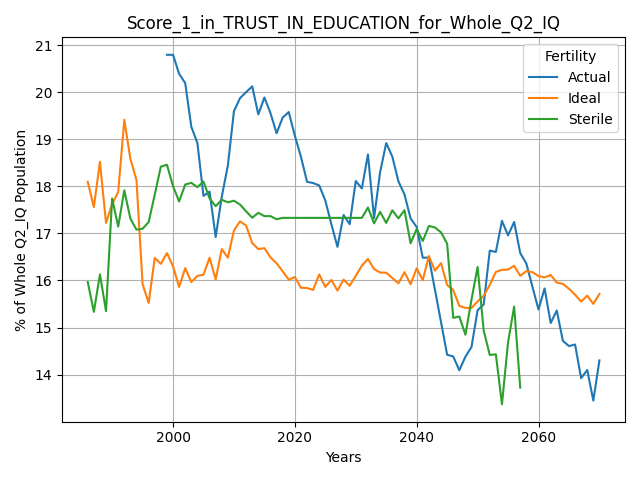 Score_1_in_TRUST_IN_EDUCATION_for_Whole_Q2_IQ
Fertility
Actual
Ideal
Sterile
% of Whole Q2_IQ Population
21
20
19
18
17
16
15
14
2000
2020
2040
2060
Years